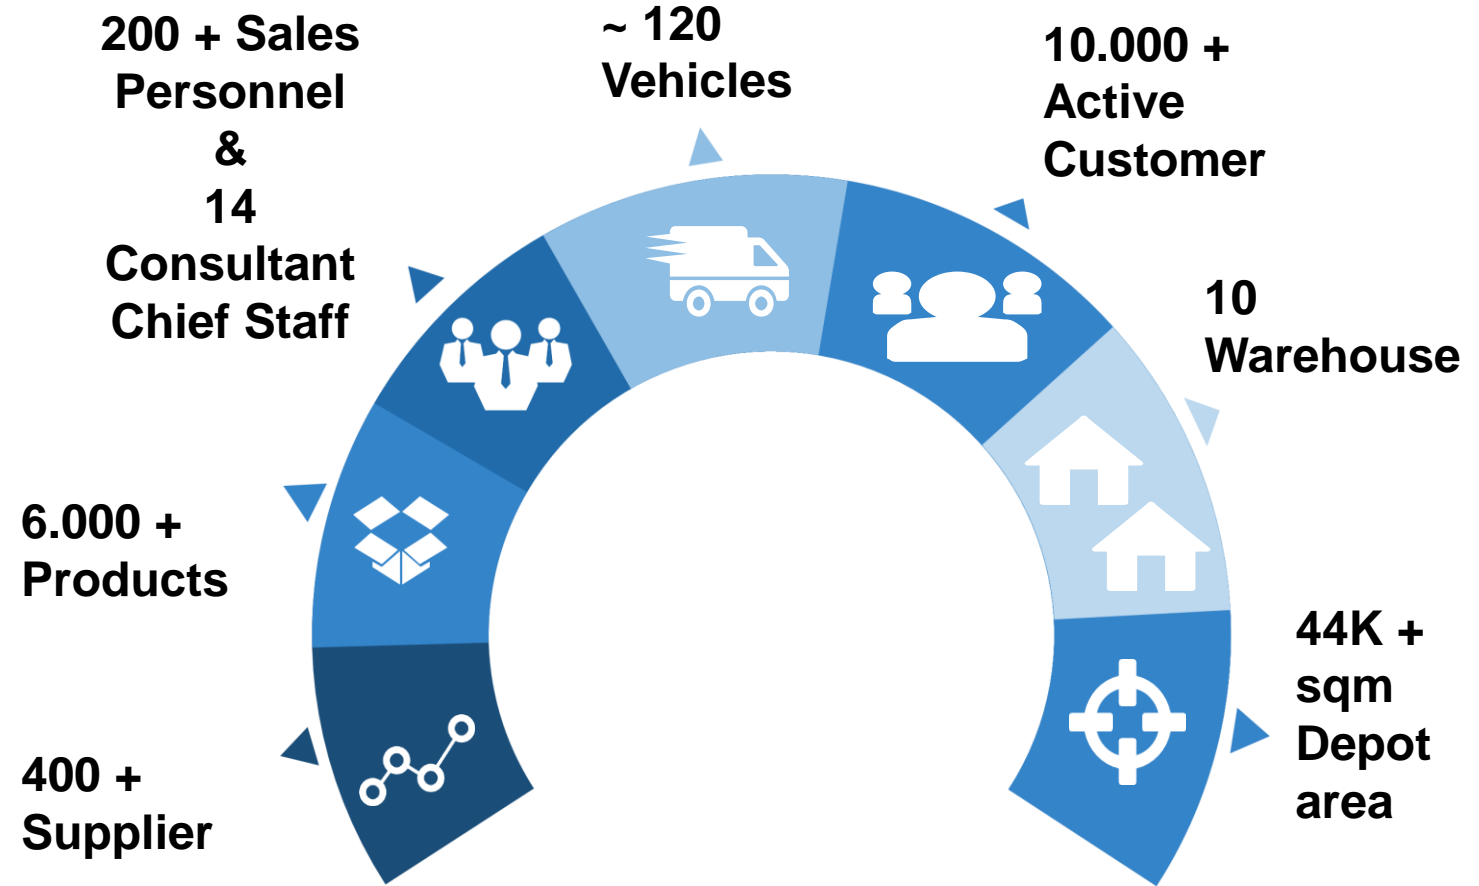 200 + Sales
Personnel
&
14
Consultant
Chief Staff
~ 120
Vehicles
10.000 +
Active
Customer
10
Warehouse
6.000 +
Products
44K +
sqm
Depot
area
400 +
Supplier